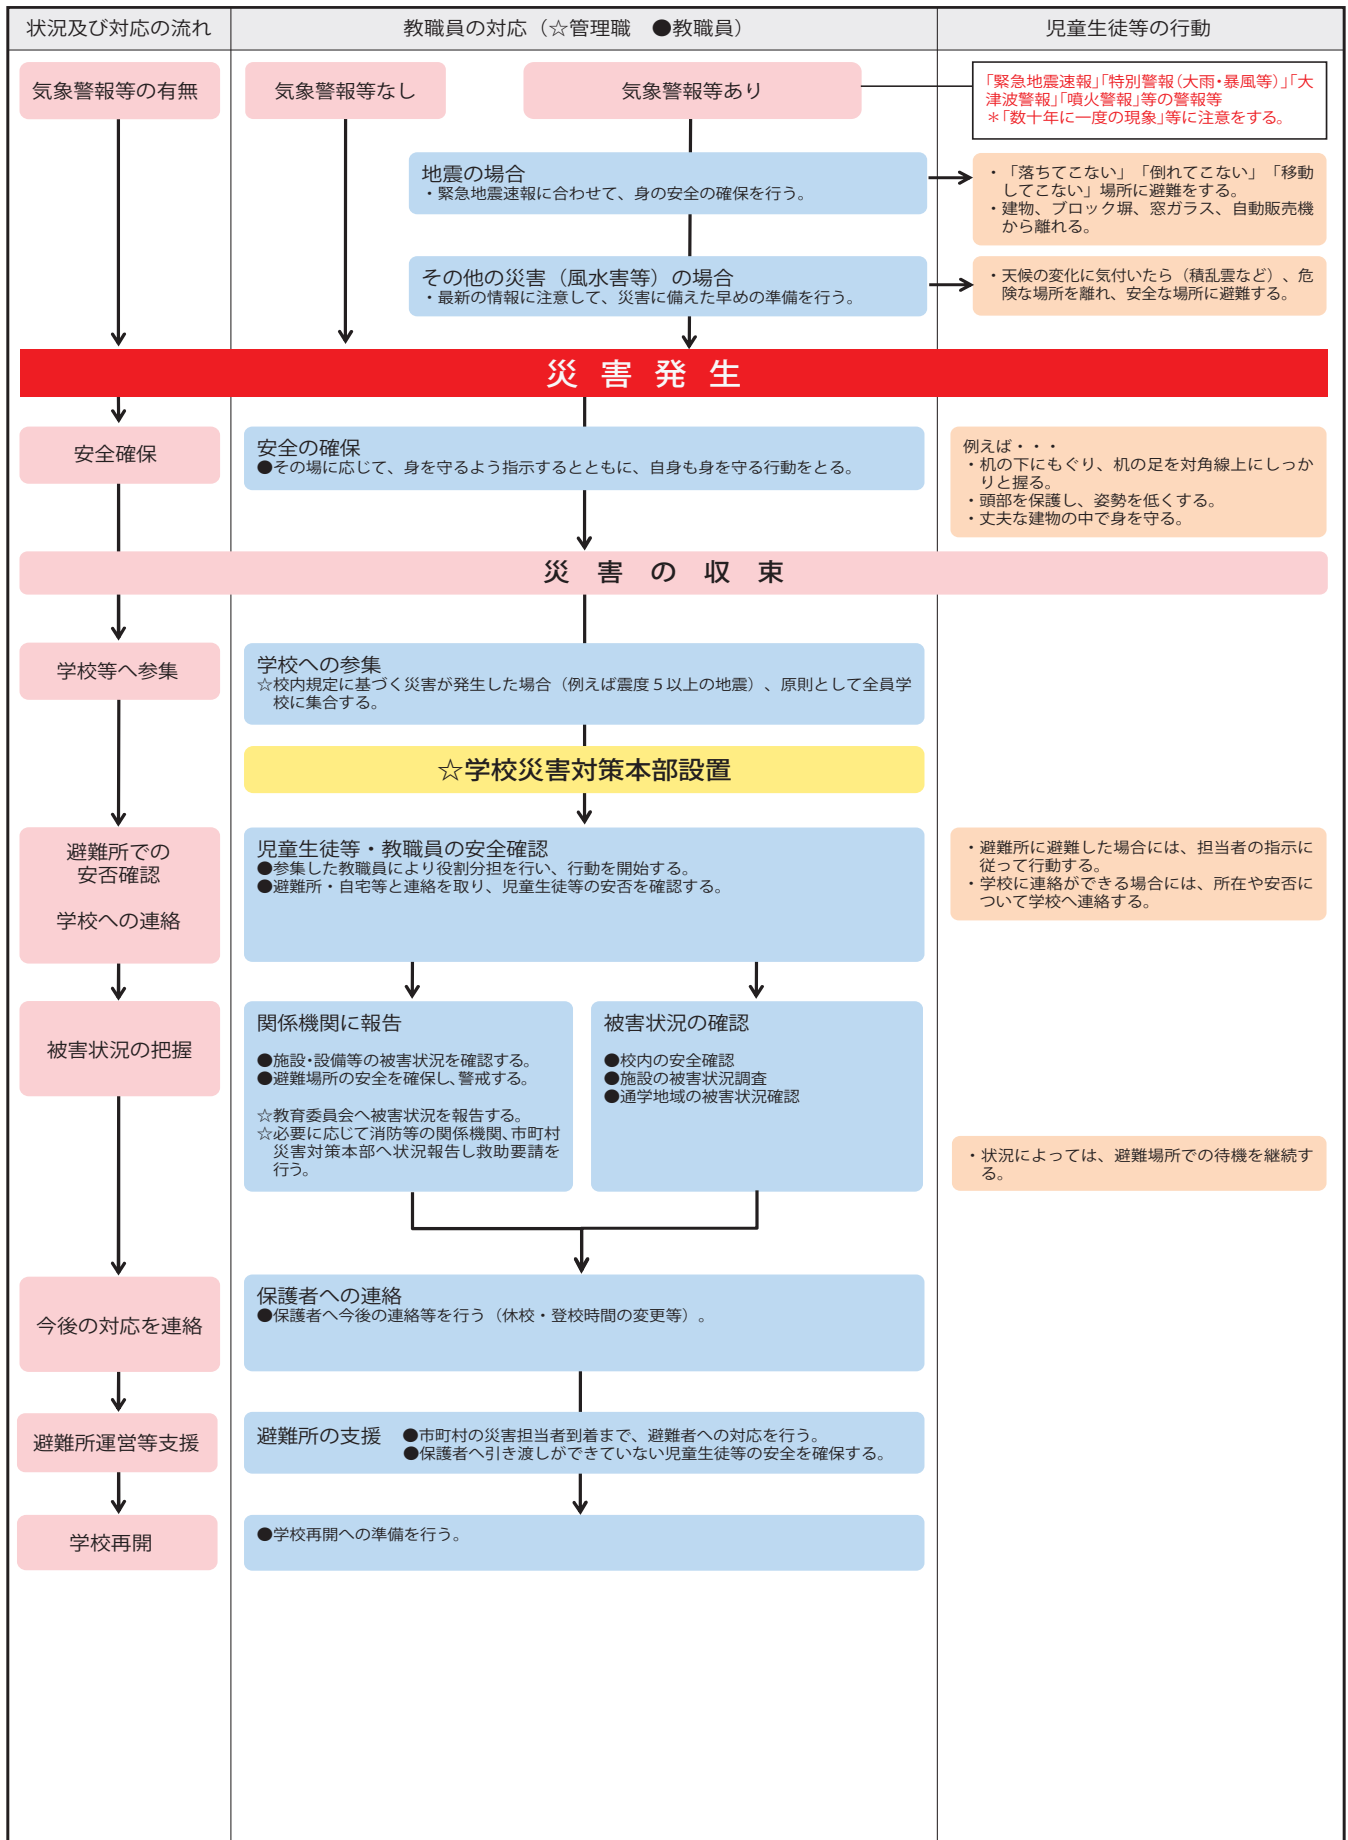 状況及び対応の流れ
教職員の対応（☆管理職　●教職員）
児童生徒等の行動
気象警報等の有無
気象警報等なし
気象警報等あり
「緊急地震速報」「特別警報（大雨・暴風等）」「大
津波警報」「噴火警報」等の警報等
＊「数十年に一度の現象」等に注意をする。
地震の場合
・緊急地震速報に合わせて、身の安全の確保を行う。
・「落ちてこない」「倒れてこない」「移動
してこない」場所に避難をする。
・建物、ブロック塀、窓ガラス、自動販売機
から離れる。
その他の災害（風水害等）の場合
・最新の情報に注意して、災害に備えた早めの準備を行う。
・天候の変化に気付いたら（積乱雲など）、危
険な場所を離れ、安全な場所に避難する。
災害発生
安全確保
安全の確保
●その場に応じて、身を守るよう指示するとともに、自身も身を守る行動をとる。
例えば・・・
・机の下にもぐり、机の足を対角線上にしっか
りと握る。
・頭部を保護し、姿勢を低くする。
・丈夫な建物の中で身を守る。
災害の収束
学校等へ参集
学校への参集
☆校内規定に基づく災害が発生した場合（例えば震度５以上の地震）、原則として全員学
校に集合する。
☆学校災害対策本部設置
避難所での
安否確認
学校への連絡
児童生徒等・教職員の安全確認
●参集した教職員により役割分担を行い、行動を開始する。
●避難所・自宅等と連絡を取り、児童生徒等の安否を確認する。
・避難所に避難した場合には、担当者の指示に
従って行動する。
・学校に連絡ができる場合には、所在や安否に
ついて学校へ連絡する。
被害状況の把握
関係機関に報告
●施設・設備等の被害状況を確認する。
●避難場所の安全を確保し、警戒する。
☆教育委員会へ被害状況を報告する。
☆必要に応じて消防等の関係機関、市町村
災害対策本部へ状況報告し救助要請を
行う。
被害状況の確認
●校内の安全確認
●施設の被害状況調査
●通学地域の被害状況確認
・状況によっては、避難場所での待機を継続す
る。
今後の対応を連絡
保護者への連絡
●保護者へ今後の連絡等を行う（休校・登校時間の変更等）。
避難所運営等支援
避難所の支援　●市町村の災害担当者到着まで、避難者への対応を行う。
●保護者へ引き渡しができていない児童生徒等の安全を確保する。
学校再開
●学校再開への準備を行う。